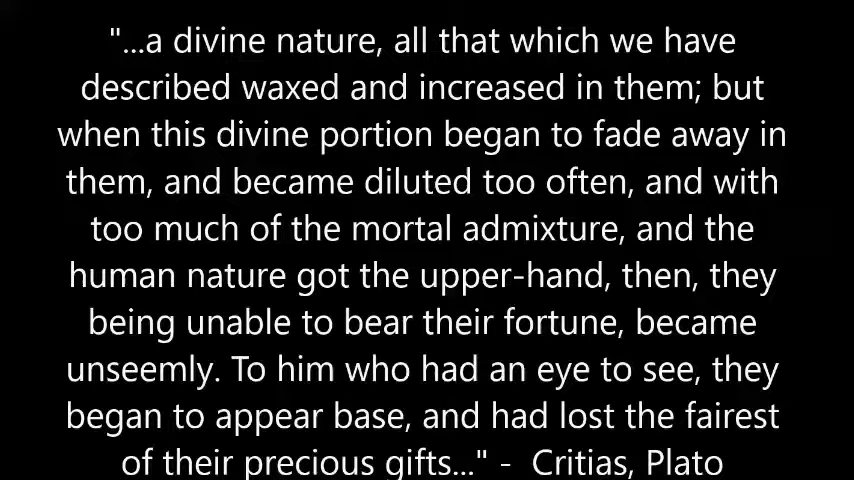 "...a divine nature, all that which we have
described waxed and increased in them; but
when this divine portion began to fade away in
them, and became diluted too often, and with
too much of the mortal admixture, and the
human nature got the upper-hand, then, they
being unable to bear their fortune, became
unseemly. To him who had an eye to see, they
began to appear base, and had lost the fairest
of their precious gifts..." - Critias, Plato